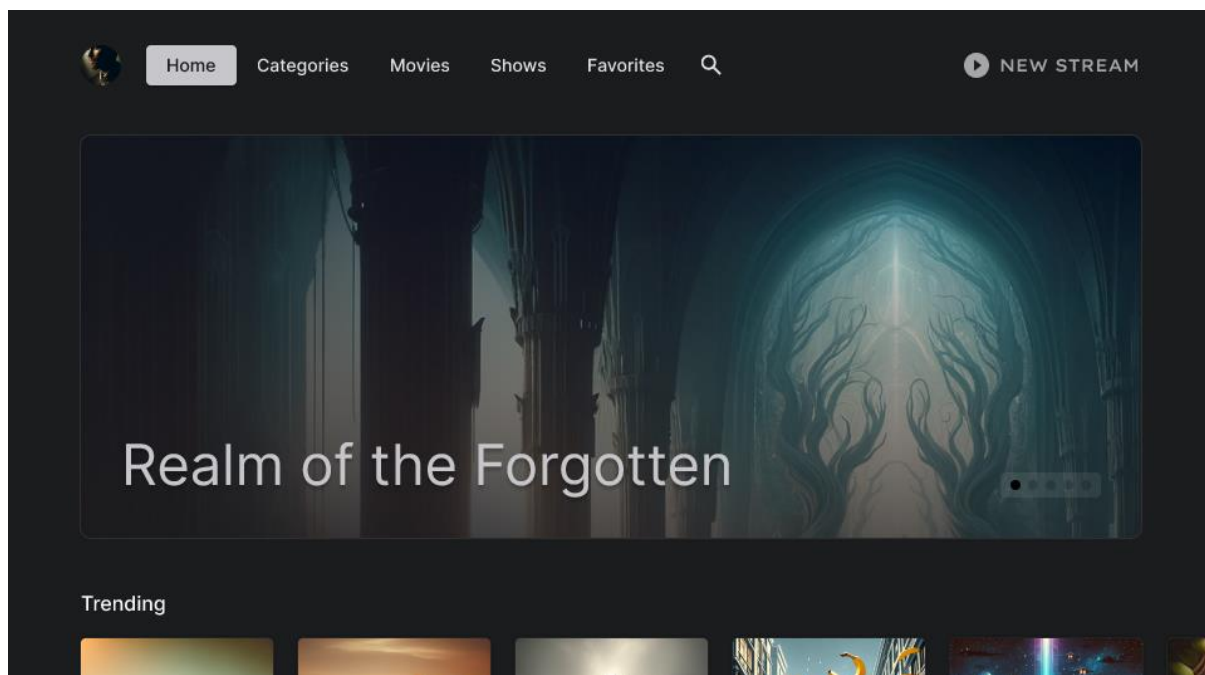 Home Categories Movies Shows Favorites NEW STREAM
Realm of the Forgotten
Trending